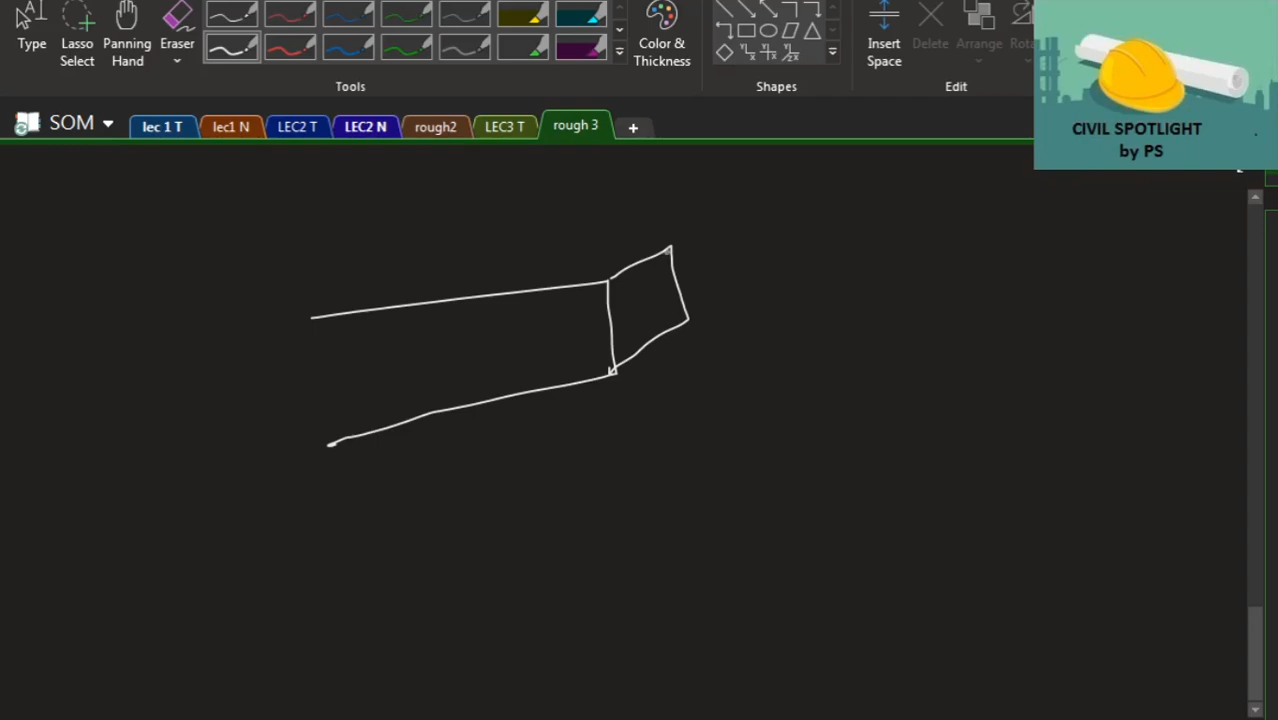 Type
Lasso
Select
Panning
Hand
Eraser
Color &
Thickness
Insert
Space
Delete
Arrange
Rota
Tools
Shapes
Edit
SOM
lec 1 T
lec1 N
LEC2 T
LEC2 N
rough2
LEC3 T
rough 3
CIVIL SPOTLIGHT
by PS